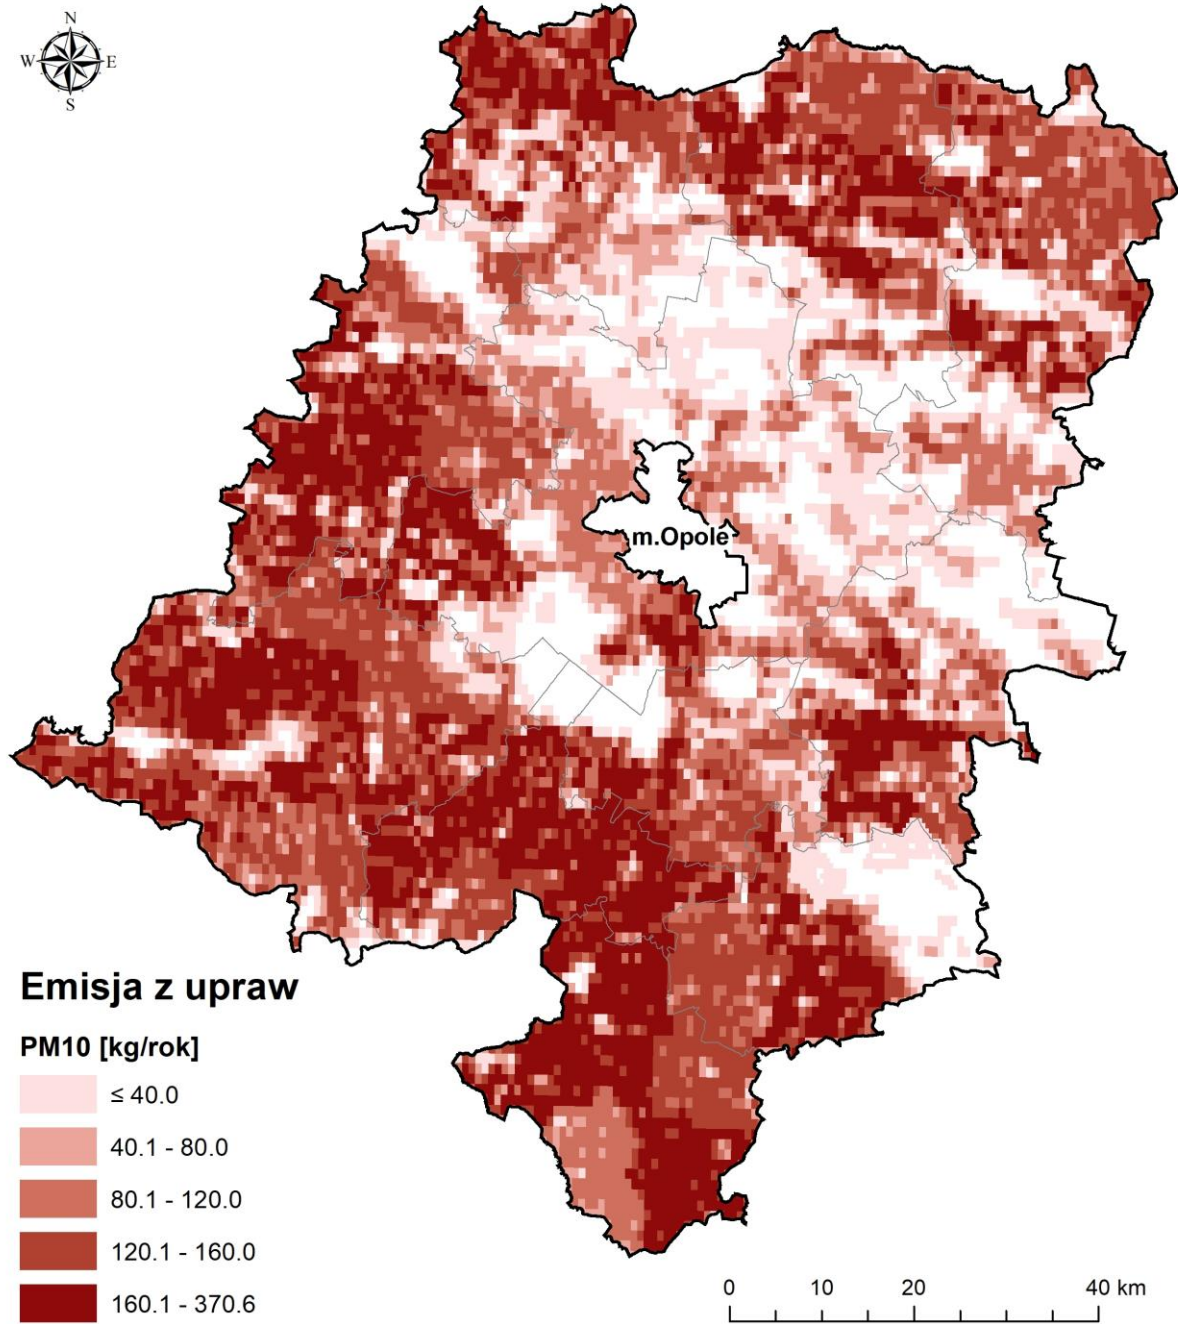 N
W E
S
m.Opole
Emisja z upraw
PM10 [kg/rok]
≤ 40.0
40.1 - 80.0
80.1 - 120.0
120.1 - 160.0
160.1 - 370.6
0 10 20 40 km